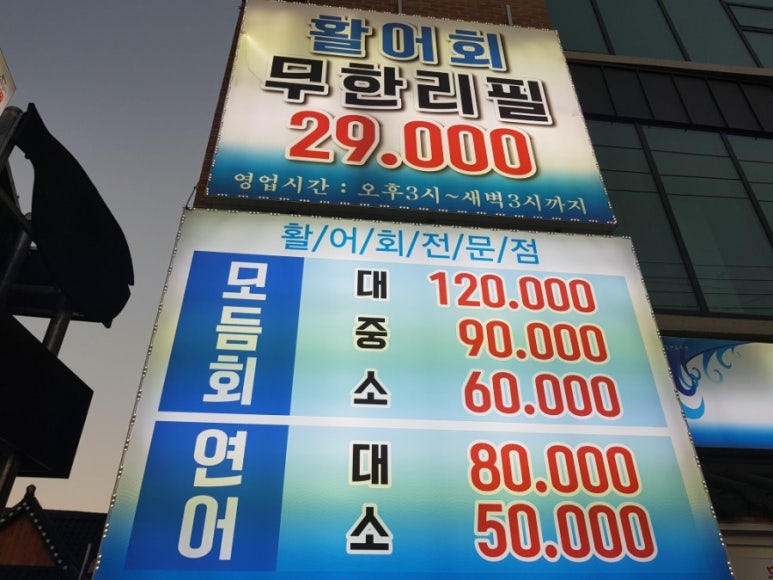 활어회
무한리필
29.000
영업시간 : 오후3시~새벽3시까지
활/어/회/전/문/점
모듬회
대 120.000
중 90.000
소 60.000
연어
대 80.000
소 50.000